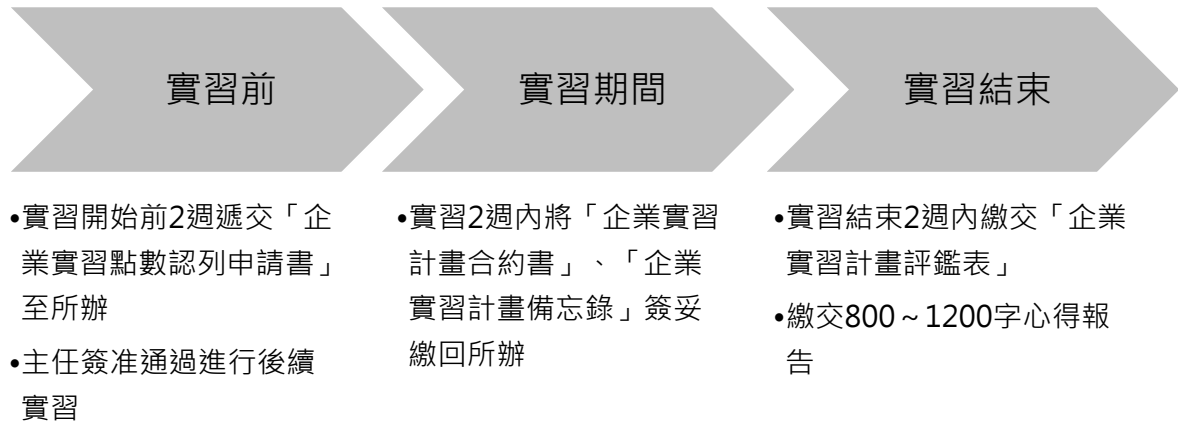 實習前
•實習開始前2週遞交「企
業實習點數認列申請書」
至所辦
•主任簽准通過進行後續
實習
實習期間
•實習2週內將「企業實習
計畫合約書」、「企業
實習計畫備忘錄」簽妥
繳回所辦
實習結束
•實習結束2週內繳交「企業
實習計畫評鑑表」
•繳交800~1200字心得報
告